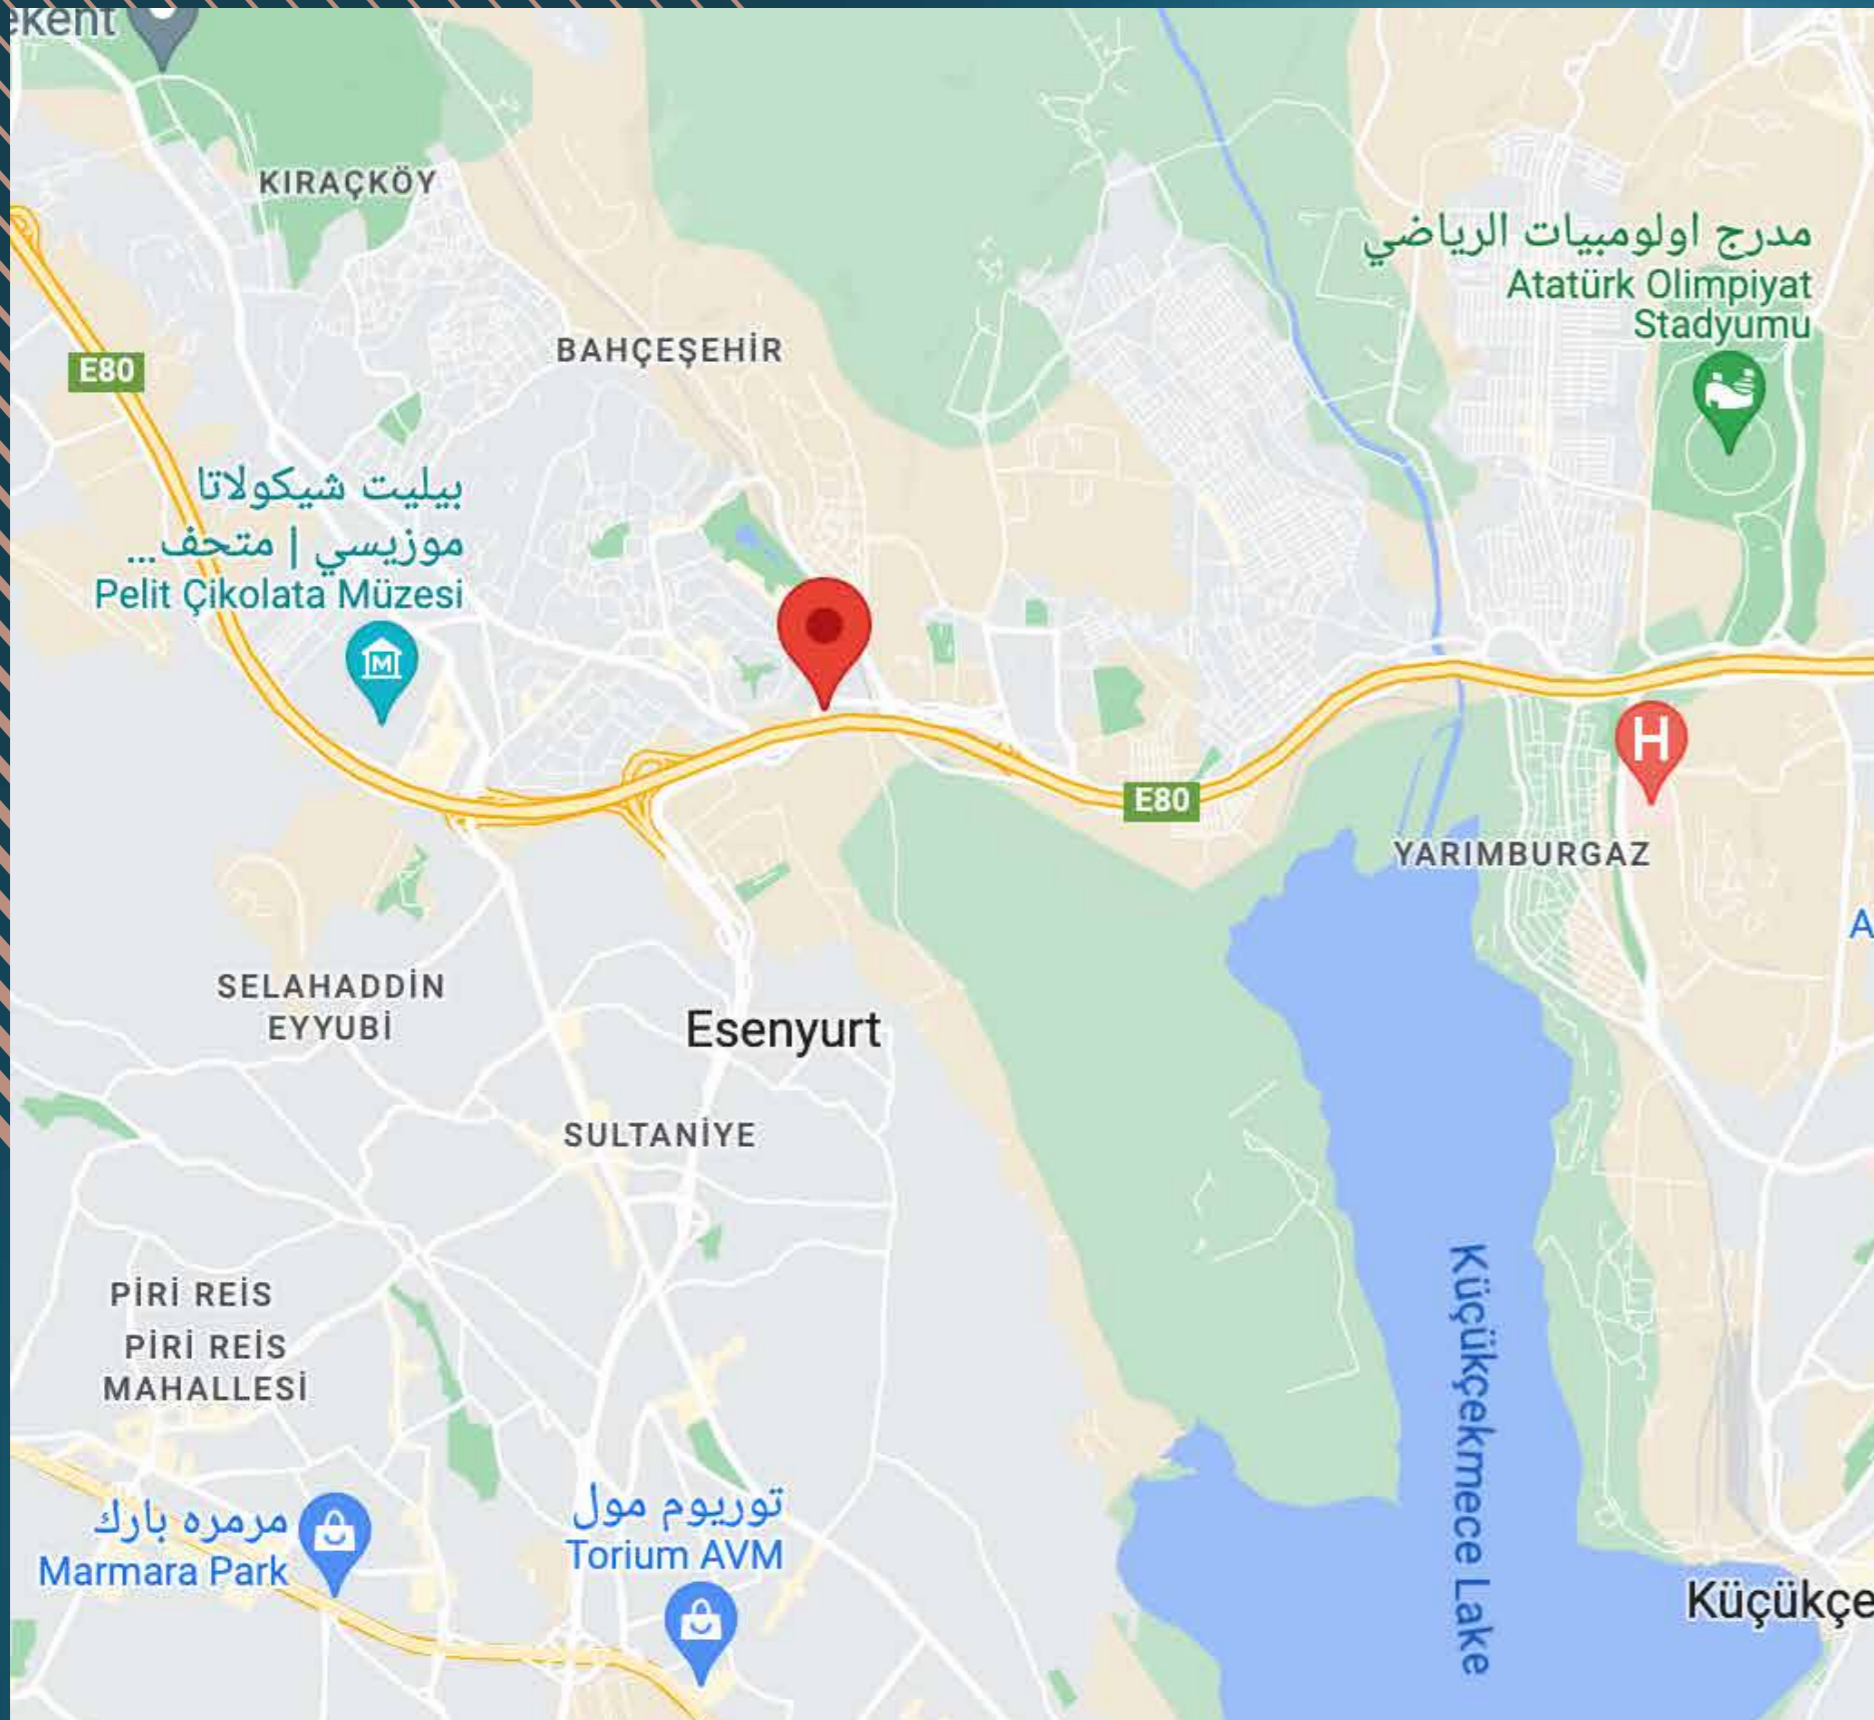 KIRAÇKÖY
مدرج اولومبيات الرياضي
Atatürk Olimpiyat
Stadyumu
BAHÇEŞEHİR
E80
بيليت شيكولاتا
موزيسي | متحف...
Pelit Çikolata Müzesi
M
H
E80
YARIMBURGAZ
SELAHADDİN
EYYUBİ
Esenyurt
SULTANİYE
PİRİ REİS
PİRİ REİS
MAHALLESİ
Küçükçekmece Lake
مرمره بارك
Marmara Park
توريوم مول
Torium AVM
Küçükçe